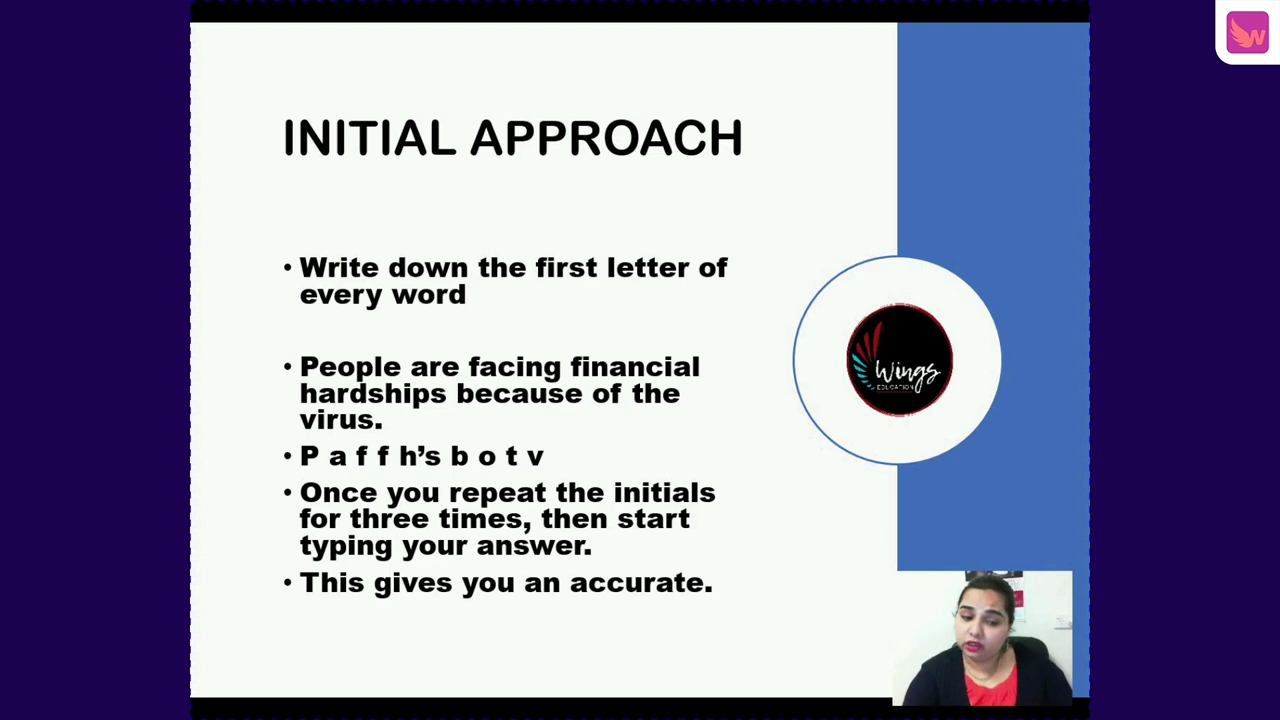 INITIAL APPROACH
• Write down the first letter of
every word
• People are facing financial
hardships because of the
virus.
• P a f f h’s b o t v
• Once you repeat the initials
for three times, then start
typing your answer.
• This gives you an accurate.
Wings
EDUCATION
W